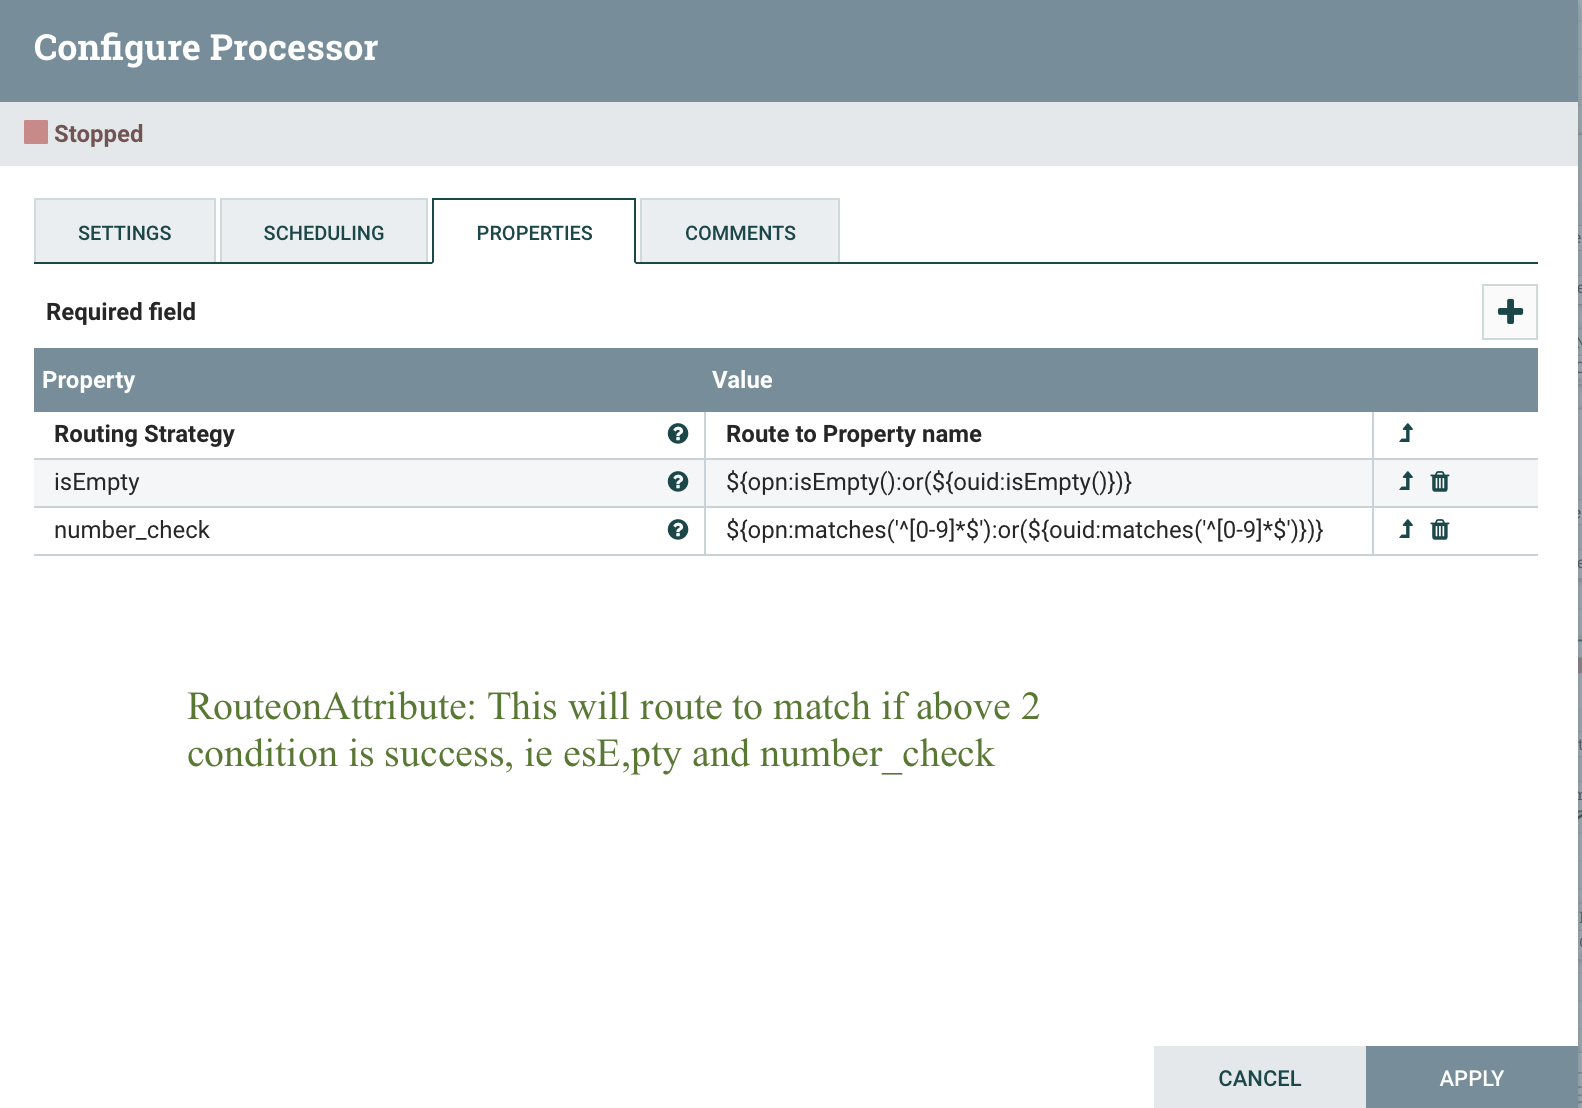 Configure Processor
Stopped
SETTINGS SCHEDULING PROPERTIES COMMENTS
Required field
Property Value
Routing Strategy Route to Property name
isEmpty ${opn:isEmpty():or(${ouid:isEmpty()})}
number_check ${opn:matches('^[0-9]*$'):or(${ouid:matches('^[0-9]*$')})}
RouteonAttribute: This will route to match if above 2
condition is success, ie esE,pty and number_check
CANCEL APPLY